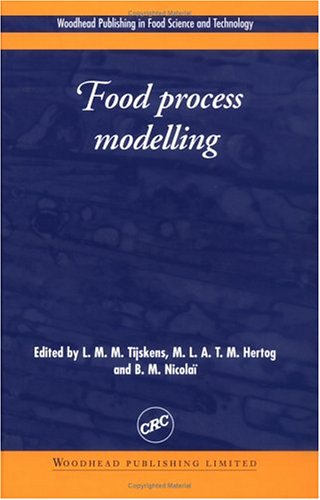 Woodhead Publishing in Food Science and Technology
Food process
modelling
Edited by L. M. M. Tijskens, M. L. A. T. M. Hertog
and B. M. Nicolaï
CRC
WOODHEAD PUBLISHING LIMITED